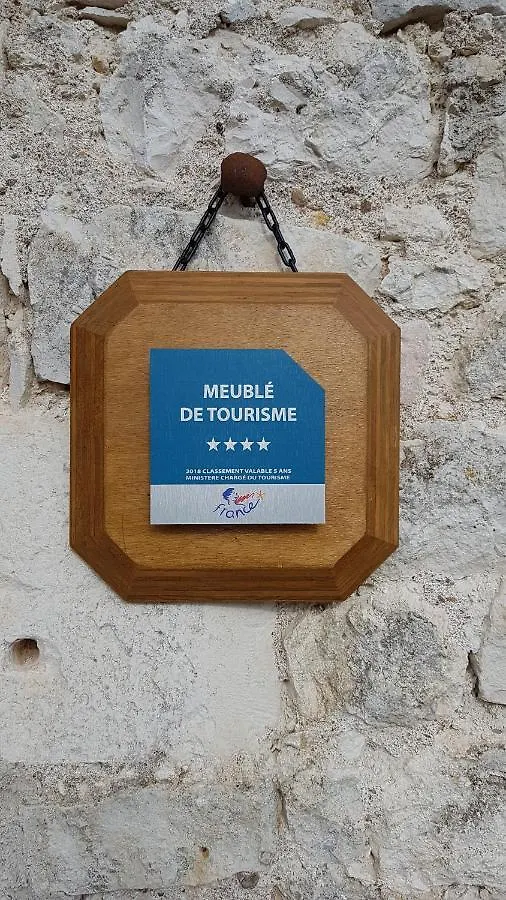 MEUBLÉ
DE TOURISME
★★★★
2018 CLASSEMENT VALABLE 5 ANS
MINISTÈRE CHARGÉ DU TOURISME
france